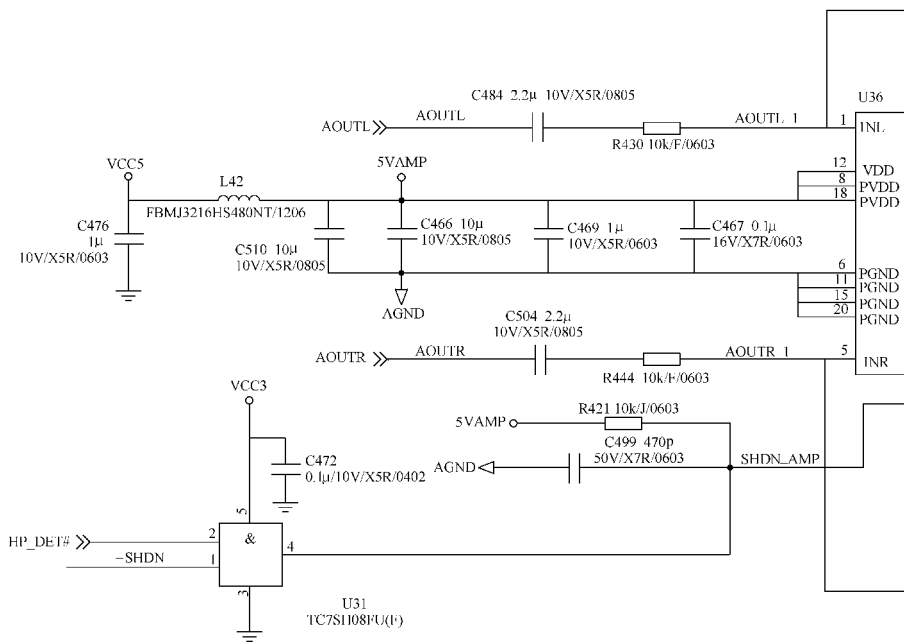 U36
C484 2.2μ 10V/X5R/0805
AOUTL
AOUTL
AOUTL 1
1
INL
R430 10k/F/0603
VCC5
5VAMP
12
VDD
8
PVDD
18
PVDD
L42
FBMJ3216HS480NT/1206
C476
1μ
10V/X5R/0603
C510 10μ
10V/X5R/0805
C466 10μ
10V/X5R/0805
C469 1μ
10V/X5R/0603
C467 0.1μ
16V/X7R/0603
6
PGND
11
PGND
15
PGND
20
PGND
AGND
C504 2.2μ
10V/X5R/0805
AOUTR
AOUTR
AOUTR 1
5
INR
R444 10k/F/0603
VCC3
R421 10k/J/0603
5VAMP
C499 470p
50V/X7R/0603
AGND
SHDN_AMP
C472
0.1μ/10V/X5R/0402
5
HP_DET#
2
&
−SHDN
1
4
3
U31
TC7SH08FU(F)